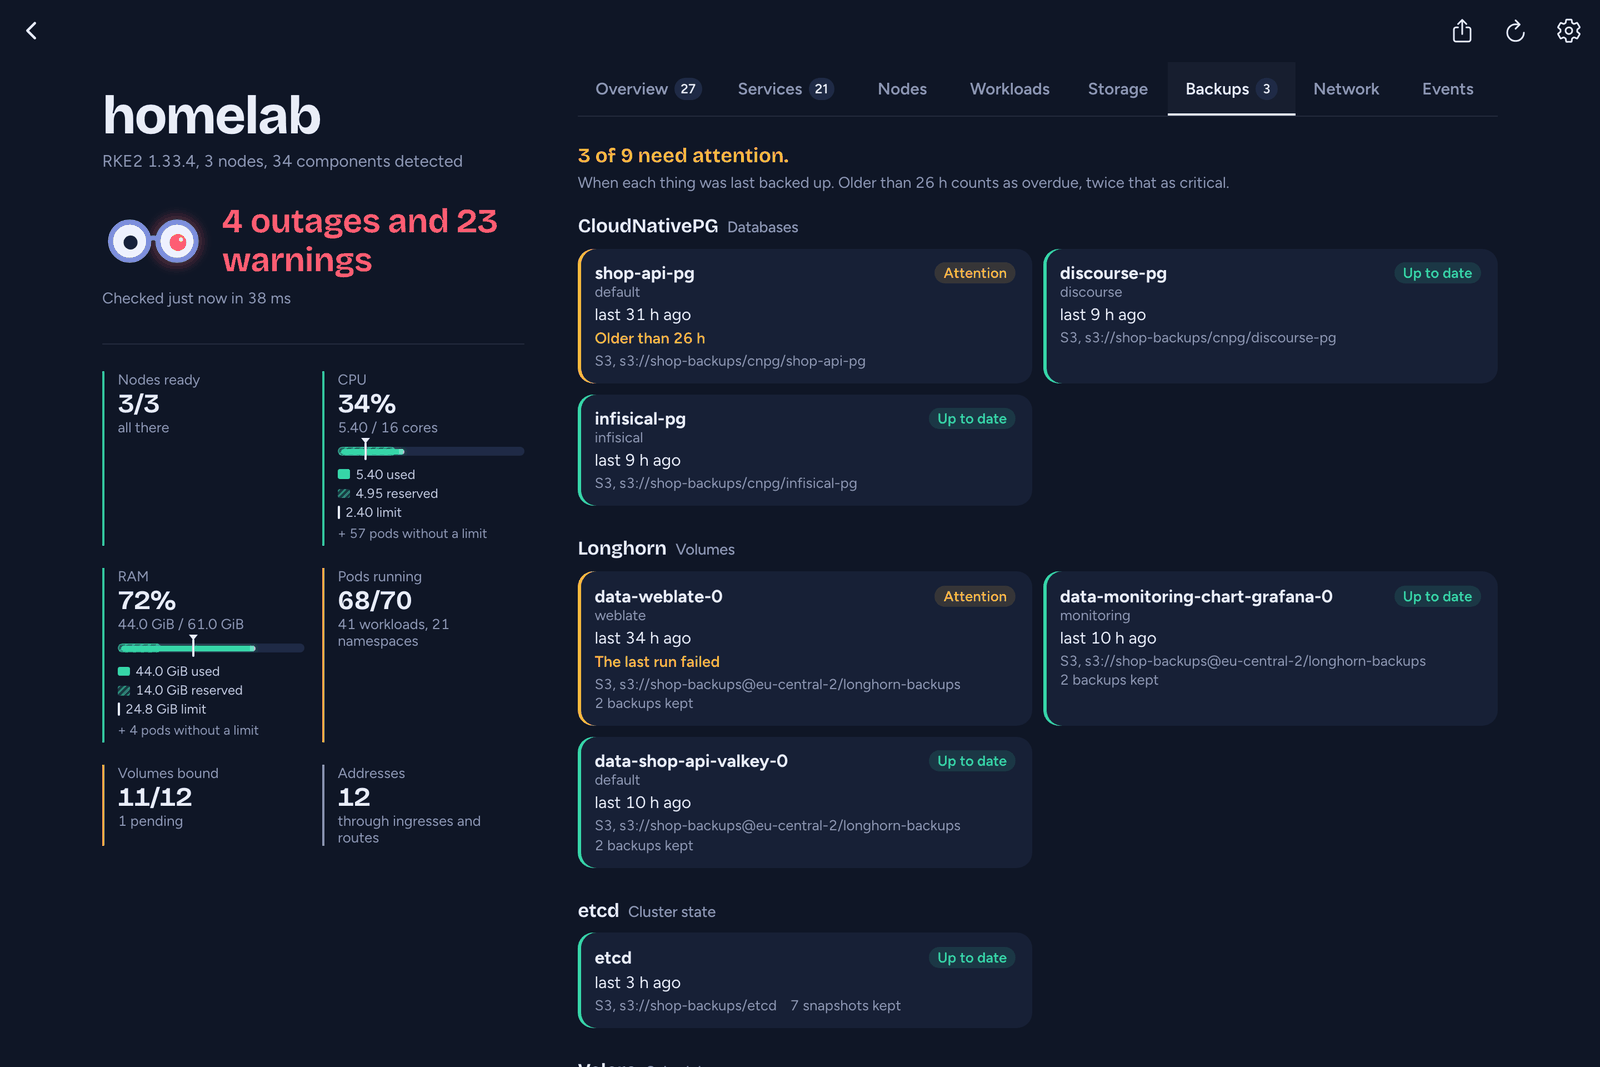 homelab
RKE2 1.33.4, 3 nodes, 34 components detected
4 outages and 23
warnings
Checked just now in 38 ms
Nodes ready
3/3
all there
CPU
34%
5.40 / 16 cores
5.40 used
4.95 reserved
2.40 limit
+ 57 pods without a limit
RAM
72%
44.0 GiB / 61.0 GiB
44.0 GiB used
14.0 GiB reserved
24.8 GiB limit
+ 4 pods without a limit
Pods running
68/70
41 workloads, 21
namespaces
Volumes bound
11/12
1 pending
Addresses
12
through ingresses and
routes
Overview 27 Services 21 Nodes Workloads Storage Backups 3 Network Events
3 of 9 need attention.
When each thing was last backed up. Older than 26 h counts as overdue, twice that as critical.
CloudNativePG Databases
shop-api-pg Attention
default
last 31 h ago
Older than 26 h
S3, s3://shop-backups/cnpg/shop-api-pg
discourse-pg Up to date
discourse
last 9 h ago
S3, s3://shop-backups/cnpg/discourse-pg
infisical-pg Up to date
infisical
last 9 h ago
S3, s3://shop-backups/cnpg/infisical-pg
Longhorn Volumes
data-weblate-0 Attention
weblate
last 34 h ago
The last run failed
S3, s3://shop-backups@eu-central-2/longhorn-backups
2 backups kept
data-monitoring-chart-grafana-0 Up to date
monitoring
last 10 h ago
S3, s3://shop-backups@eu-central-2/longhorn-backups
2 backups kept
data-shop-api-valkey-0 Up to date
default
last 10 h ago
S3, s3://shop-backups@eu-central-2/longhorn-backups
2 backups kept
etcd Cluster state
etcd Up to date
last 3 h ago
S3, s3://shop-backups/etcd 7 snapshots kept